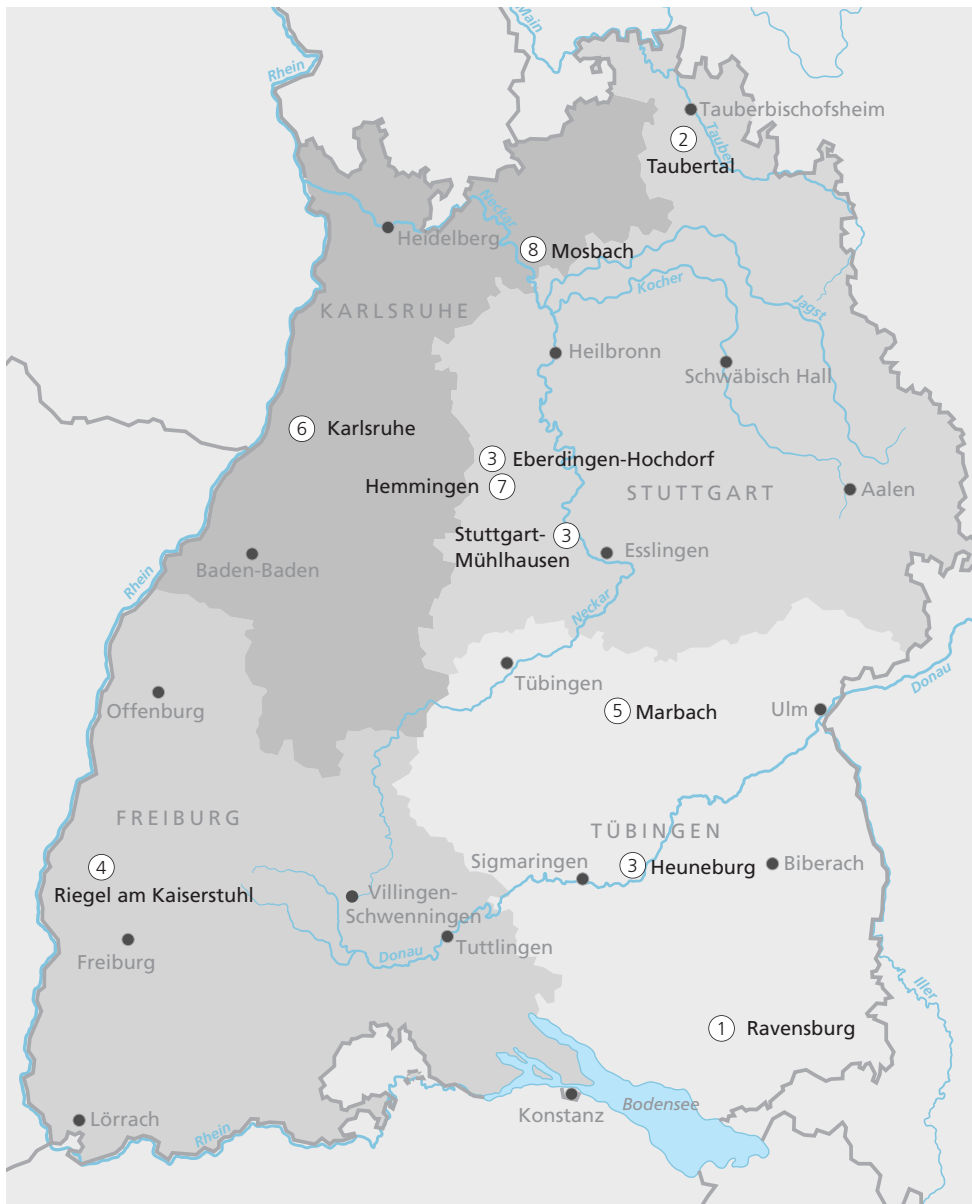 Main
Rhein
Tauberbischofsheim
Tauber
2
Taubertal
Neckar
Heidelberg
8 Mosbach
KARLSRUHE
Kocher
Jagst
Heilbronn
Schwäbisch Hall
6 Karlsruhe
3 Eberdingen-Hochdorf
Hemmingen 7
STUTTGART
Aalen
Stuttgart-
Mühlhausen
3
Esslingen
Baden-Baden
Rhein
Neckar
Tübingen
Donau
Offenburg
5 Marbach
Ulm
FREIBURG
TÜBINGEN
4
Riegel am Kaiserstuhl
Sigmaringen
3 Heuneburg
Biberach
Villingen-
Schwenningen
Freiburg
Donau
Tuttlingen
Iller
1 Ravensburg
Lörrach
Rhein
Konstanz
Bodensee